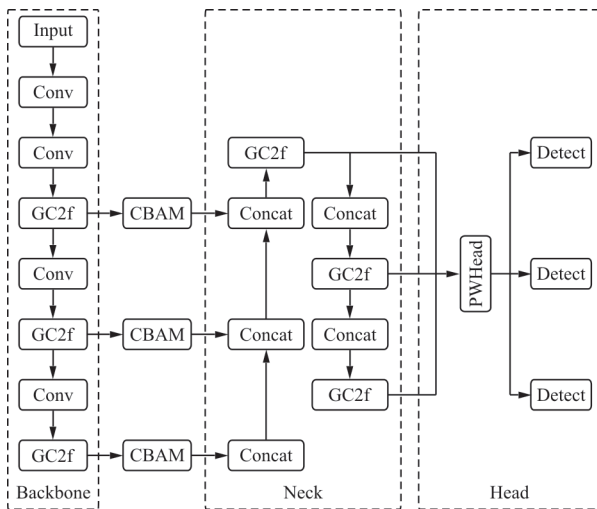 Input
Conv
Conv
GC2f
Detect
GC2f
CBAM
Concat
Concat
Conv
GC2f
PWHead
Detect
GC2f
CBAM
Concat
Concat
Conv
GC2f
Detect
GC2f
CBAM
Concat
Backbone
Neck
Head